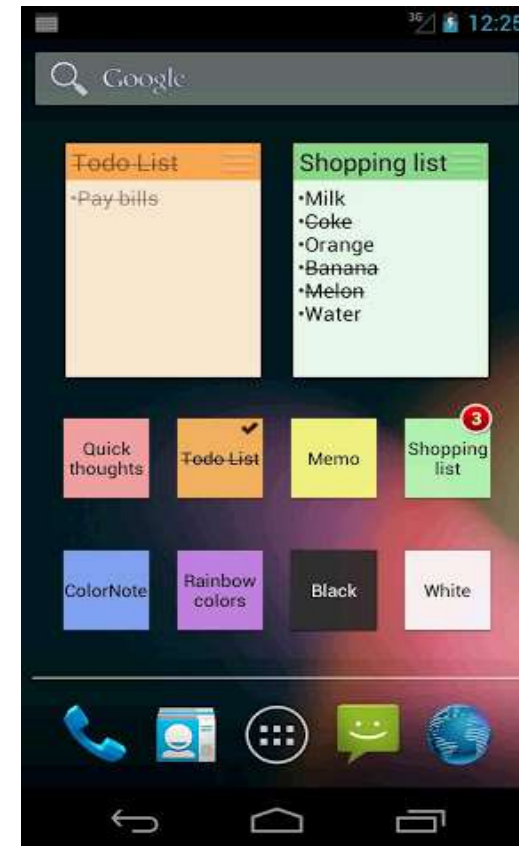 3G 12:25
Google
Todo List
•Pay bills
Shopping list
•Milk
•Coke
•Orange
•Banana
•Melon
•Water
3
Quick
thoughts
Todo List
Memo
Shopping
list
ColorNote
Rainbow
colors
Black
White